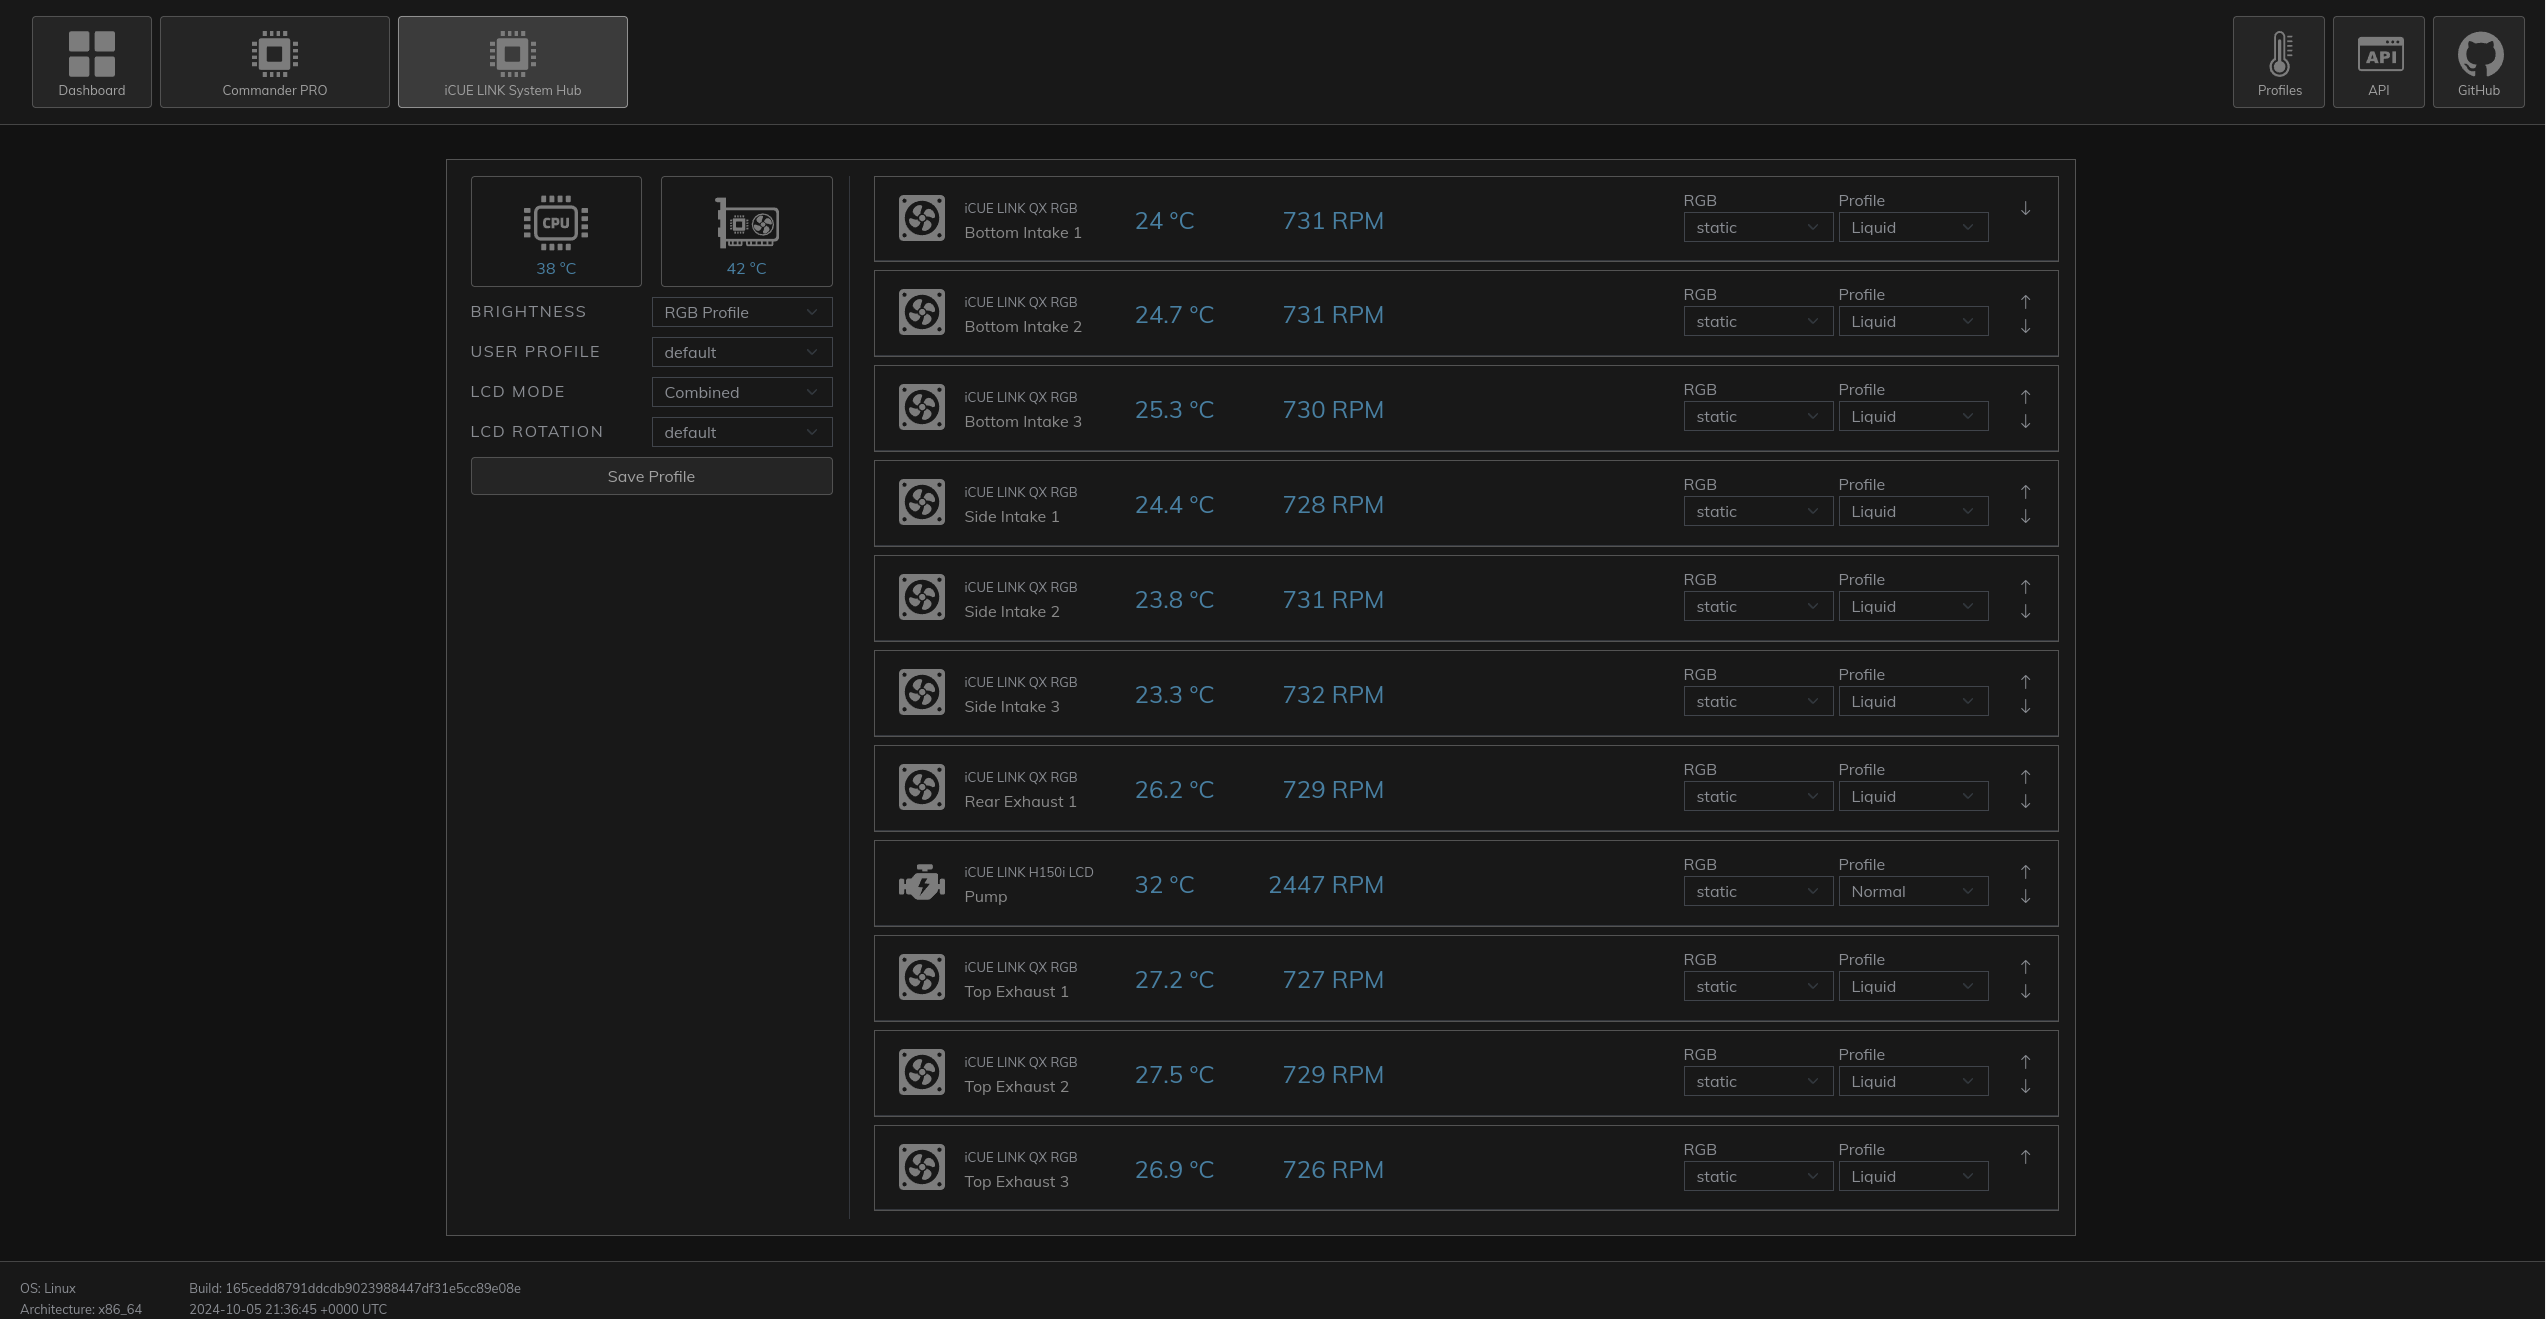 Dashboard
Commander PRO
iCUE LINK System Hub
Profiles
API
API
GitHub
CPU
38 °C
42 °C
BRIGHTNESS
RGB Profile
USER PROFILE
default
LCD MODE
Combined
LCD ROTATION
default
Save Profile
iCUE LINK QX RGB
Bottom Intake 1
24 °C
731 RPM
RGB
static
Profile
Liquid
iCUE LINK QX RGB
Bottom Intake 2
24.7 °C
731 RPM
RGB
static
Profile
Liquid
iCUE LINK QX RGB
Bottom Intake 3
25.3 °C
730 RPM
RGB
static
Profile
Liquid
iCUE LINK QX RGB
Side Intake 1
24.4 °C
728 RPM
RGB
static
Profile
Liquid
iCUE LINK QX RGB
Side Intake 2
23.8 °C
731 RPM
RGB
static
Profile
Liquid
iCUE LINK QX RGB
Side Intake 3
23.3 °C
732 RPM
RGB
static
Profile
Liquid
iCUE LINK QX RGB
Rear Exhaust 1
26.2 °C
729 RPM
RGB
static
Profile
Liquid
iCUE LINK H150i LCD
Pump
32 °C
2447 RPM
RGB
static
Profile
Normal
iCUE LINK QX RGB
Top Exhaust 1
27.2 °C
727 RPM
RGB
static
Profile
Liquid
iCUE LINK QX RGB
Top Exhaust 2
27.5 °C
729 RPM
RGB
static
Profile
Liquid
iCUE LINK QX RGB
Top Exhaust 3
26.9 °C
726 RPM
RGB
static
Profile
Liquid
OS: Linux
Architecture: x86_64
Build: 165cedd8791ddcdb9023988447df31e5cc89e08e
2024-10-05 21:36:45 +0000 UTC